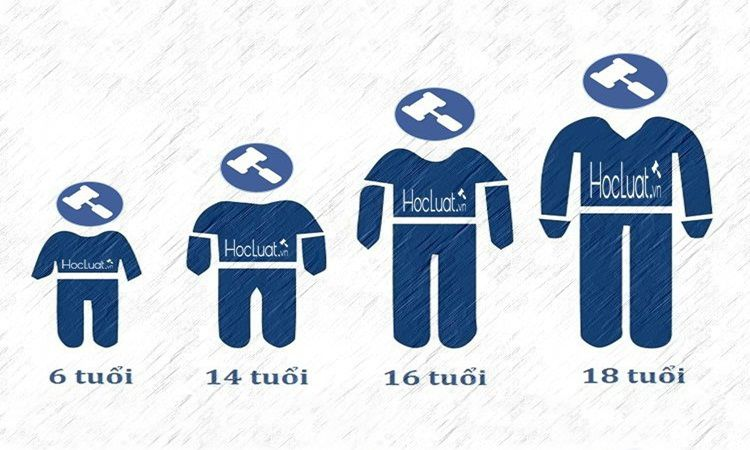 HocLuat.vn
HocLuat.vn
HocLuat.vn
HocLuat.vn
6 tuổi
14 tuổi
16 tuổi
18 tuổi